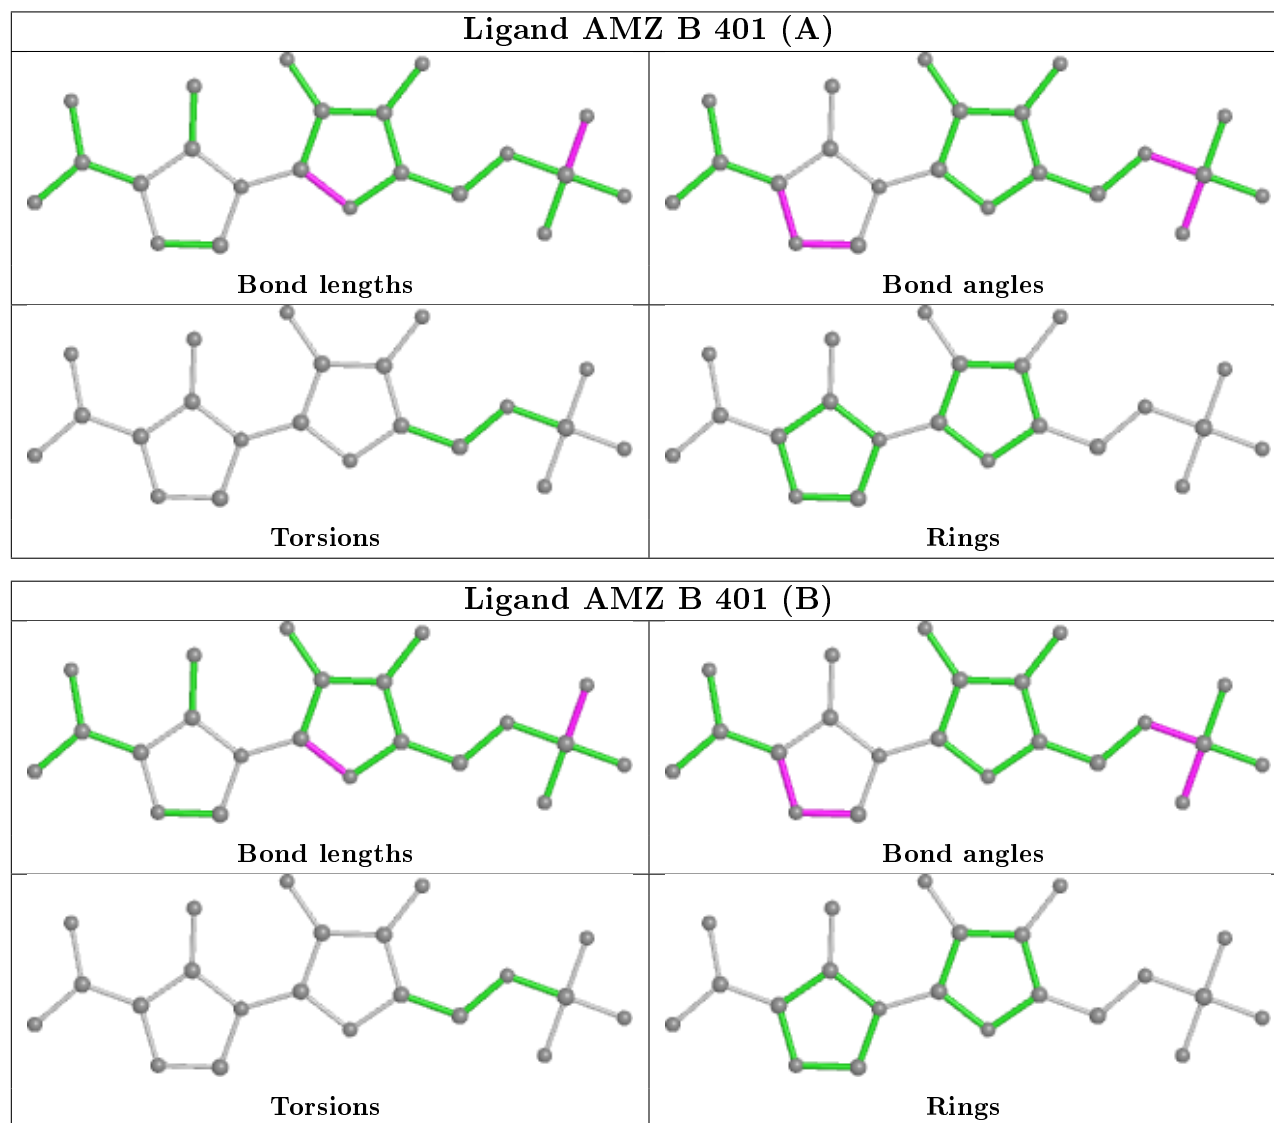 Ligand AMZ B 401 (A)
Bond lengths
Bond angles
Torsions
Rings
Ligand AMZ B 401 (B)
Bond lengths
Bond angles
Torsions
Rings